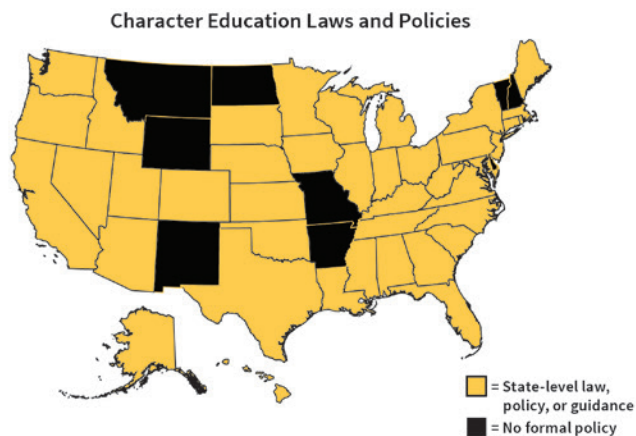 Character Education Laws and Policies
= State-level law,
policy, or guidance
= No formal policy